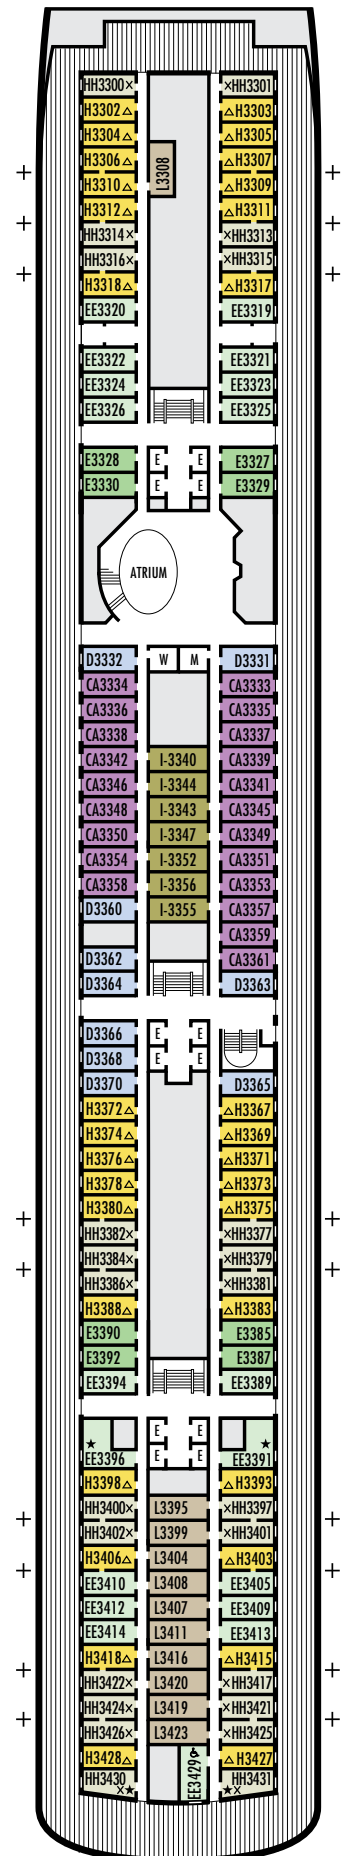 HH3300× ×HH3301
H3302△ △H3303
H3304△ △H3305
H3306△ L3308 △H3307
H3310△ △H3309
H3312△ △H3311
HH3314× ×HH3313
HH3316× ×HH3315
H3318△ △H3317
EE3320 EE3319
EE3322 EE3321
EE3324 EE3323
EE3326 EE3325
E3328 E E E3327
E3330 E E E3329
ATRIUM
D3332 W M D3331
CA3334 CA3333
CA3336 CA3335
CA3338 CA3337
CA3342 I-3340 CA3339
CA3346 I-3344 CA3341
CA3348 I-3343 CA3345
CA3350 I-3347 CA3349
CA3354 I-3352 CA3351
CA3358 I-3356 CA3353
D3360 I-3355 CA3357
CA3359
D3362 CA3361
D3364 D3363
D3366 E E
D3368 E E
D3370 D3365
H3372△ △H3367
H3374△ △H3369
H3376△ △H3371
H3378△ △H3373
H3380△ △H3375
HH3382× ×HH3377
HH3384× ×HH3379
HH3386× ×HH3381
H3388△ △H3383
E3390 E3385
E3392 E3387
EE3394 EE3389
E E
★ ★
EE3396 E E EE3391
H3398△ △H3393
HH3400× L3395 ×HH3397
HH3402× L3399 ×HH3401
H3406△ L3404 △H3403
EE3410 L3408 EE3405
EE3412 L3407 EE3409
EE3414 L3411 EE3413
H3418△ L3416 △H3415
HH3422× L3420 ×HH3417
HH3424× L3419 ×HH3421
HH3426× L3423 ×HH3425
H3428△ EE3429 △H3427
HH3430 HH3431
×★ ★×